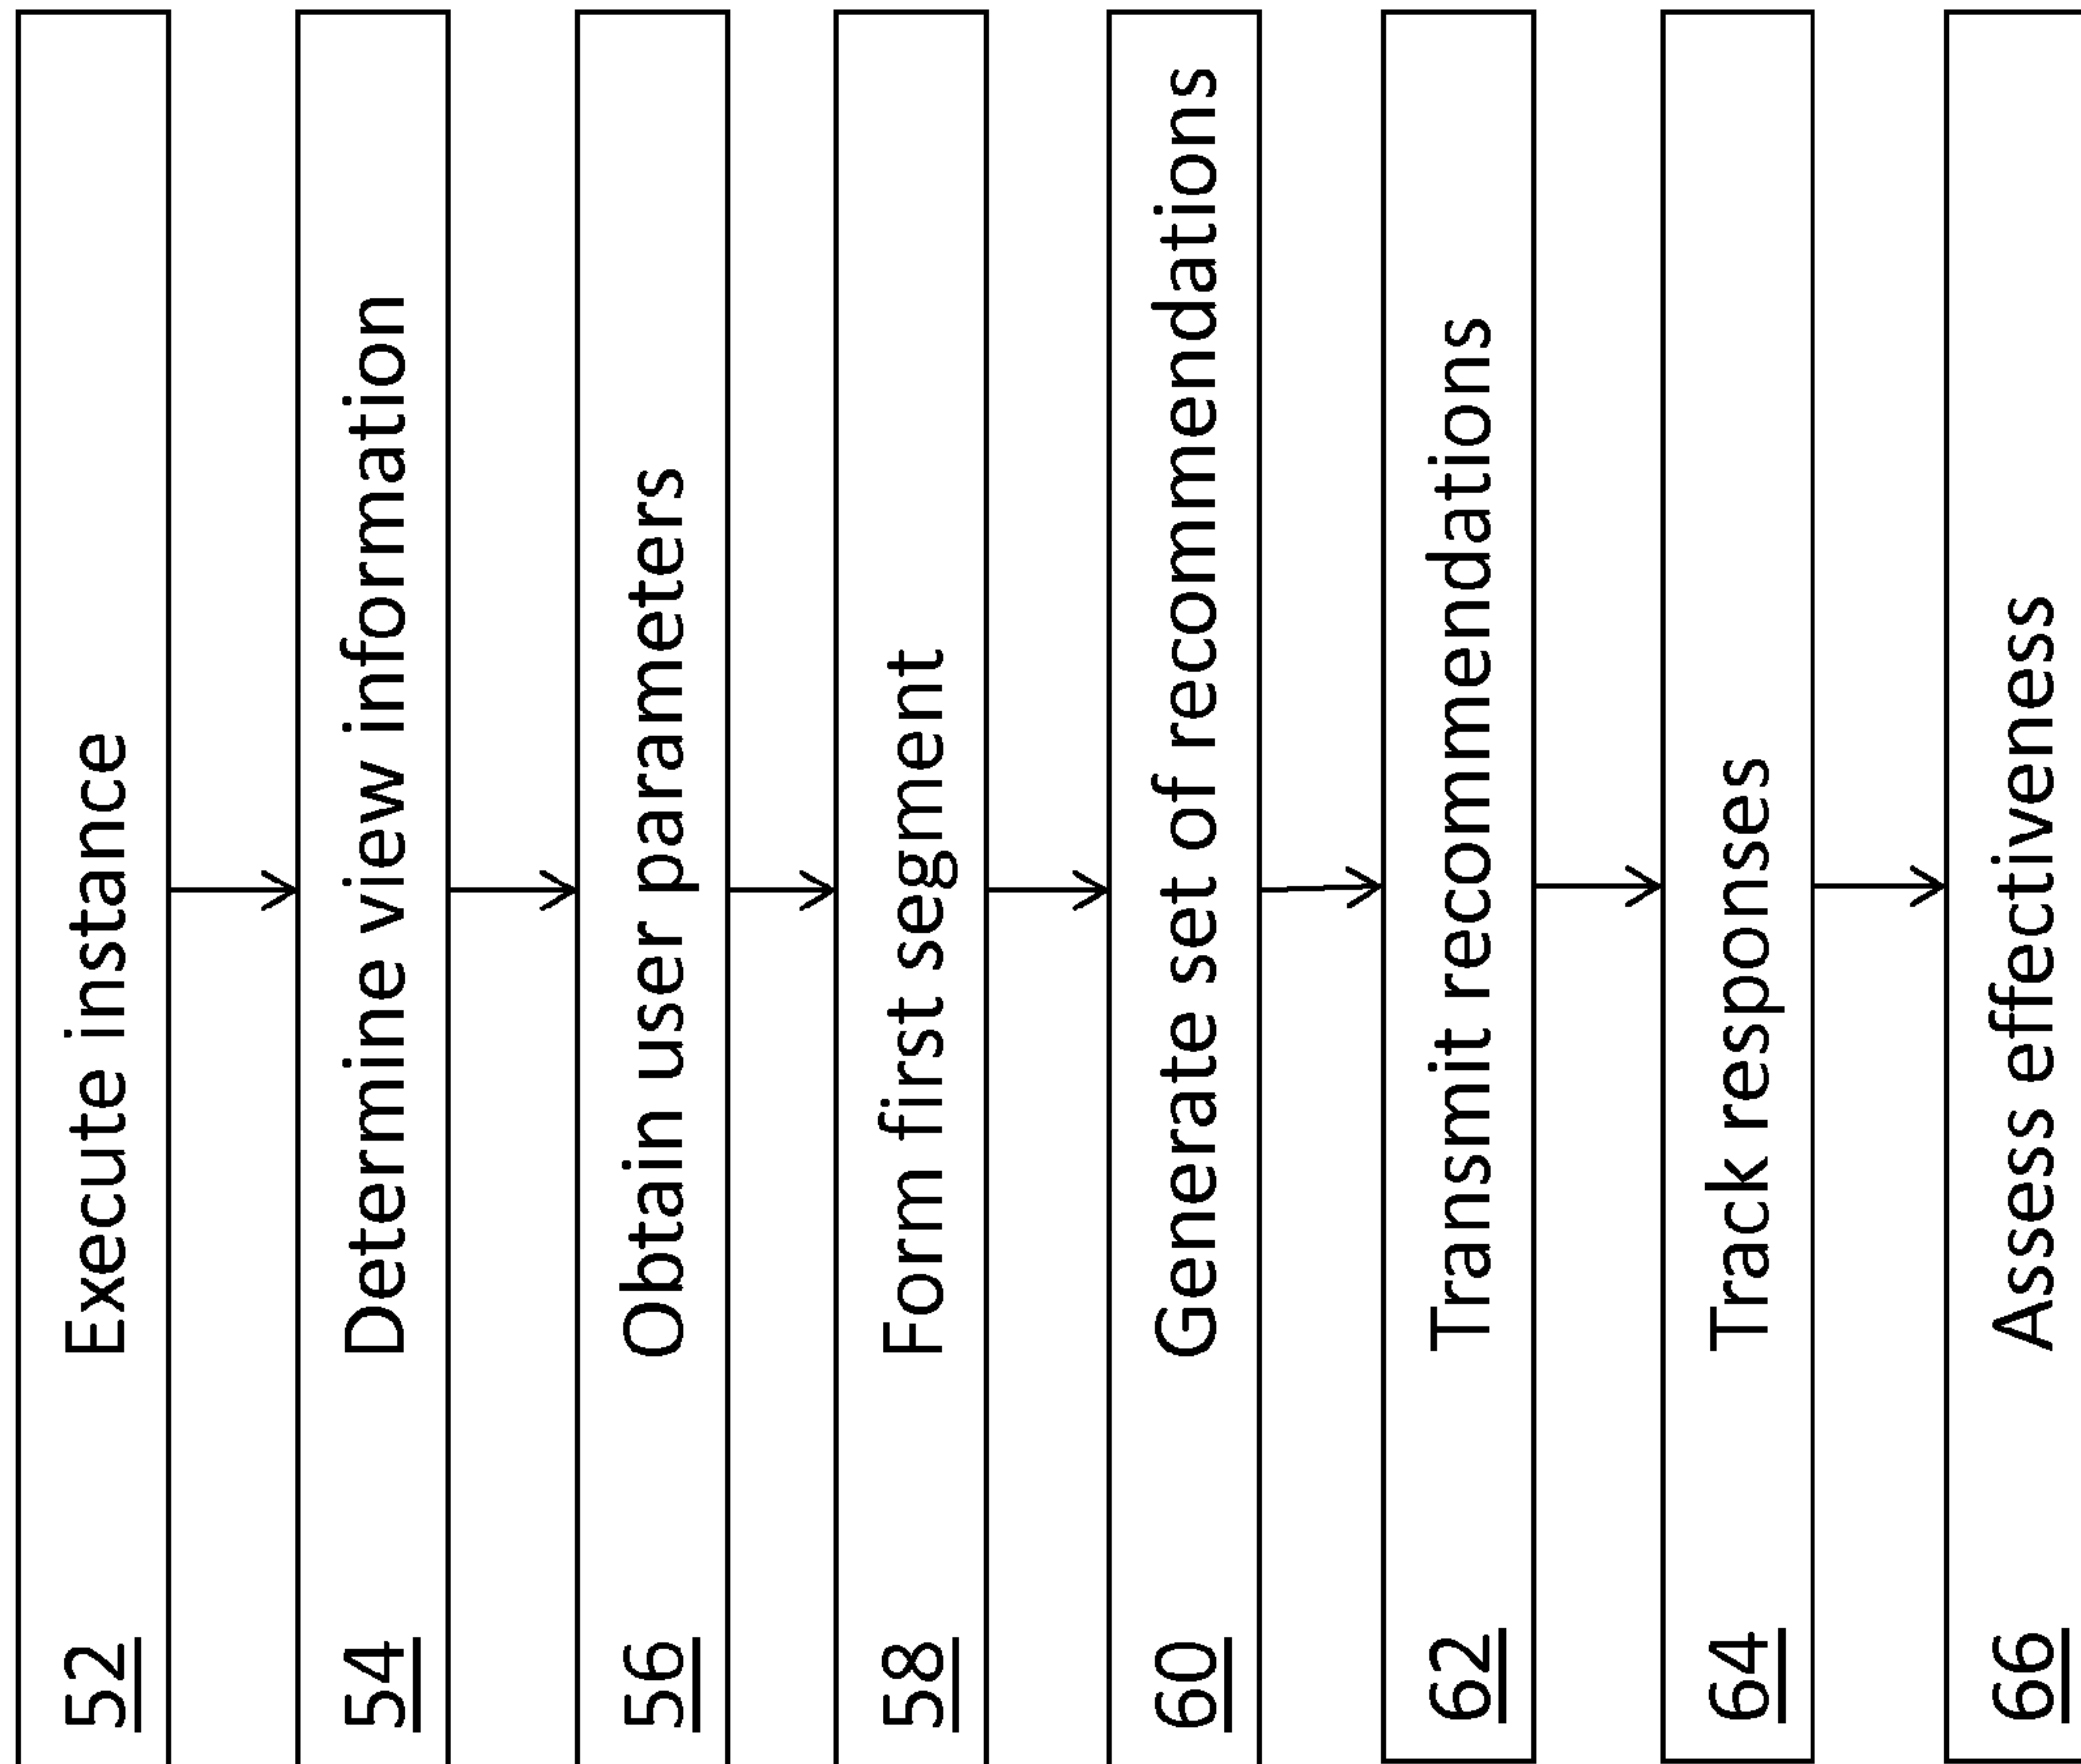 52 Execute instance
54 Determine view information
56 Obtain user parameters
58 Form first segment
60 Generate set of recommendations
62 Transmit recommendations
64 Track responses
66 Assess effectiveness